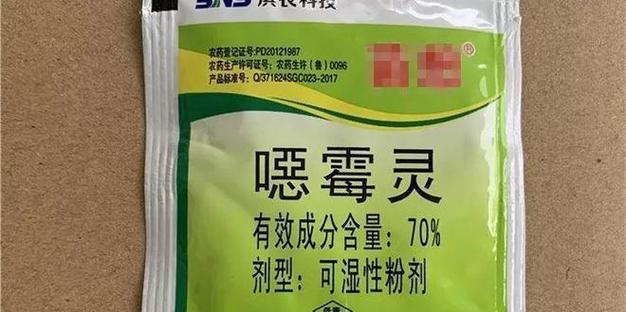 滨农科技
农药登记证号:PD20121987
农药生产许可证号: 农药生许 (鲁) 0096
产品标准号: Q/371624SGC023-2017
噁霉灵
有效成分含量: 70%
剂型: 可湿性粉剂